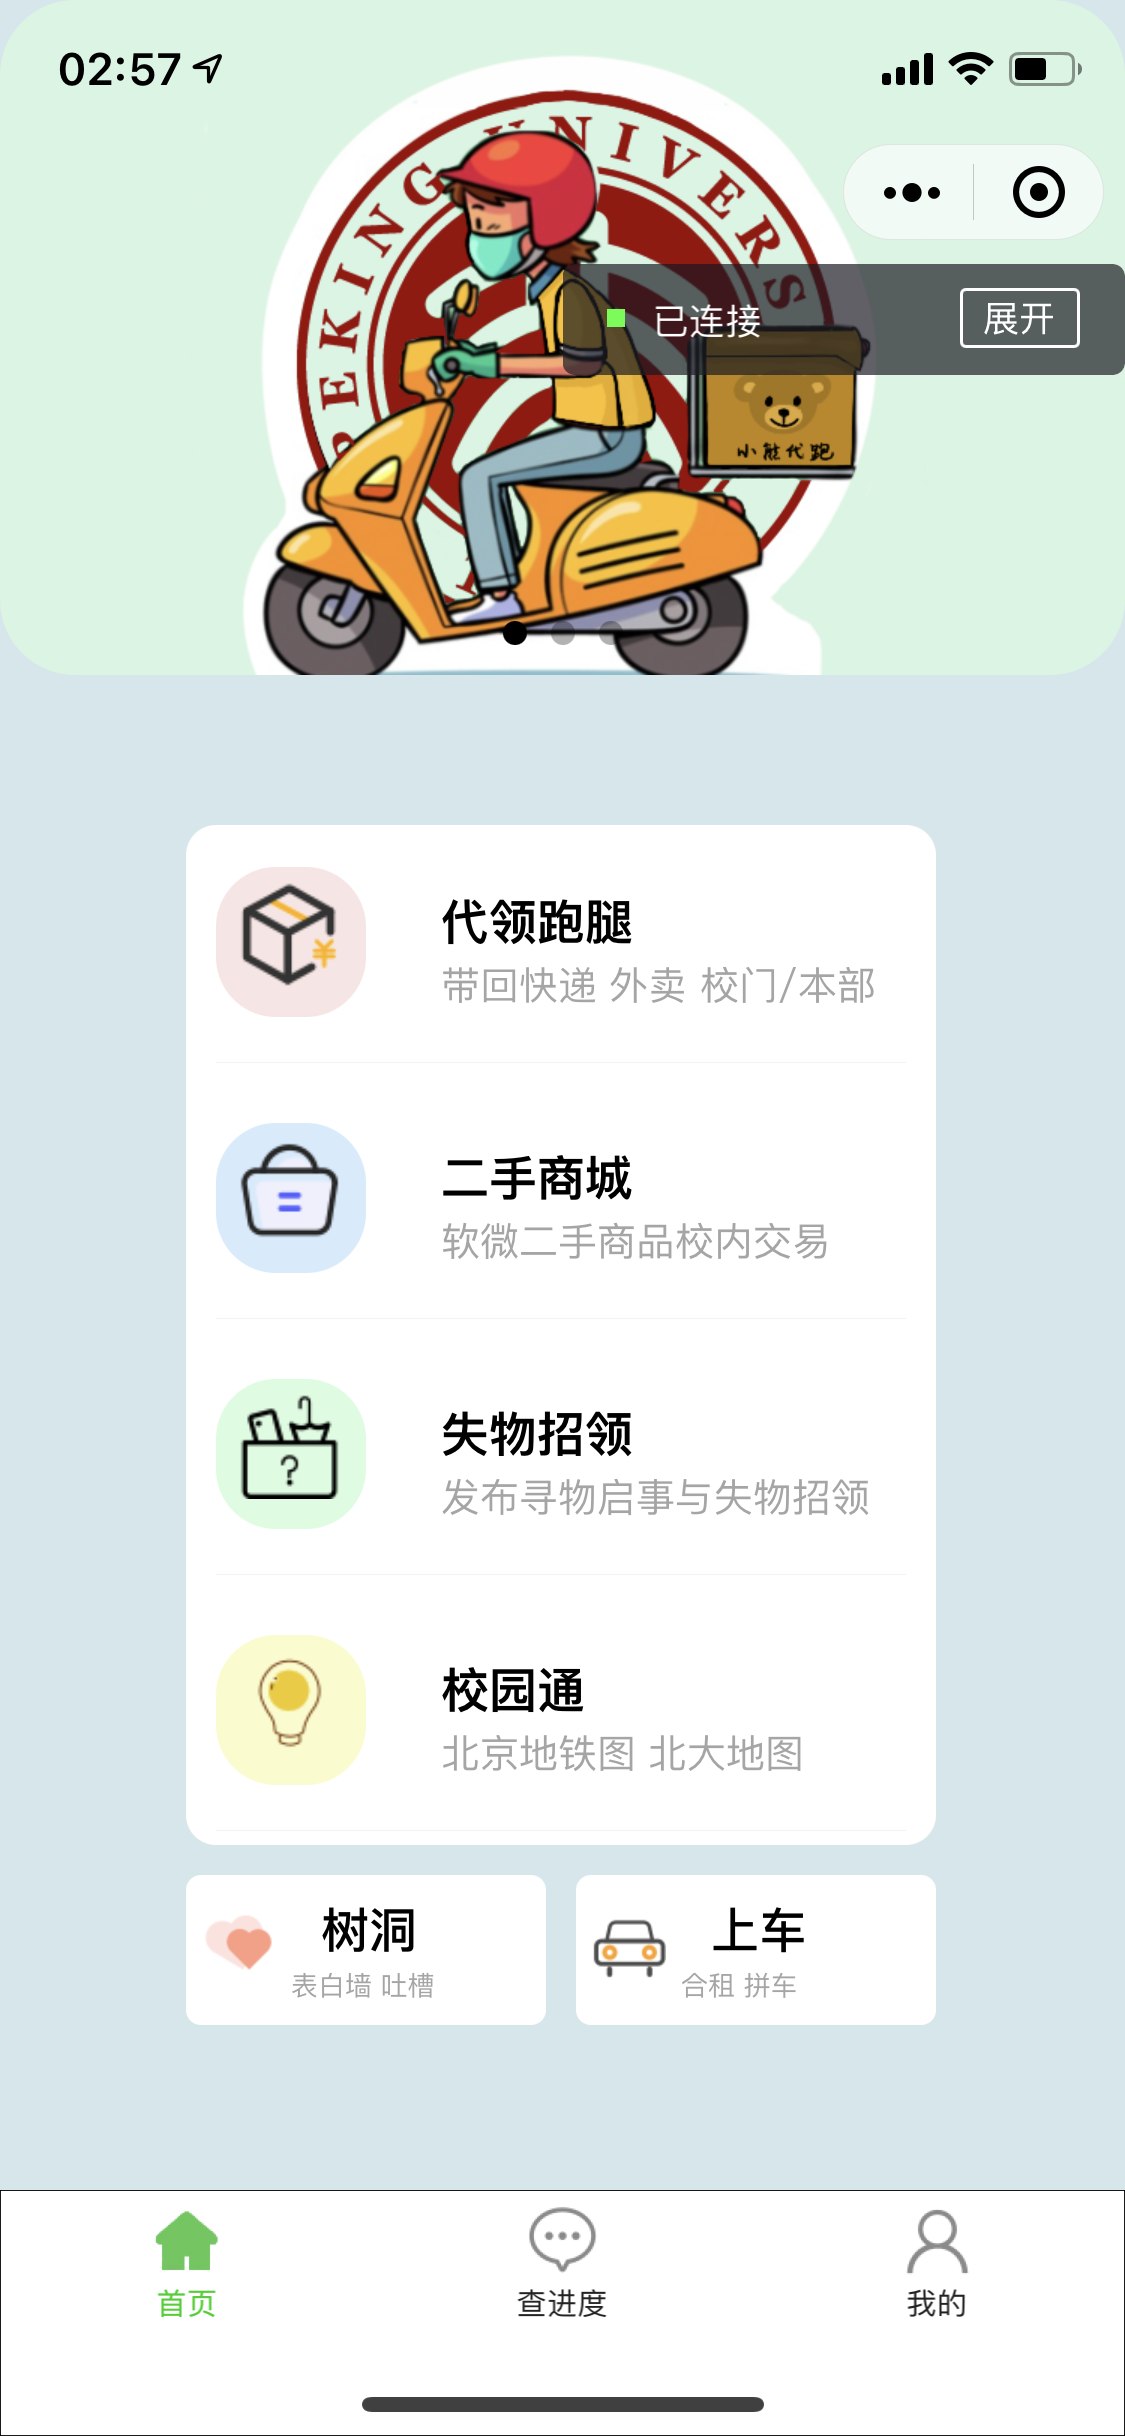 02:57
PEKING UNIVERS
已连接
展开
小熊代跑
代领跑腿
带回快递 外卖 校门/本部
二手商城
软微二手商品校内交易
失物招领
发布寻物启事与失物招领
校园通
北京地铁图 北大地图
树洞
表白墙 吐槽
上车
合租 拼车
首页
查进度
我的